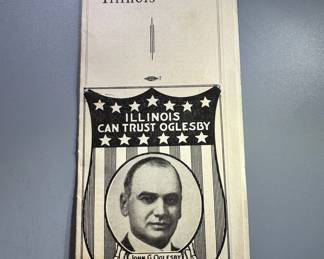 Illinois
ILLINOIS
CAN TRUST OGLESBY
JOHN G. OGLESBY